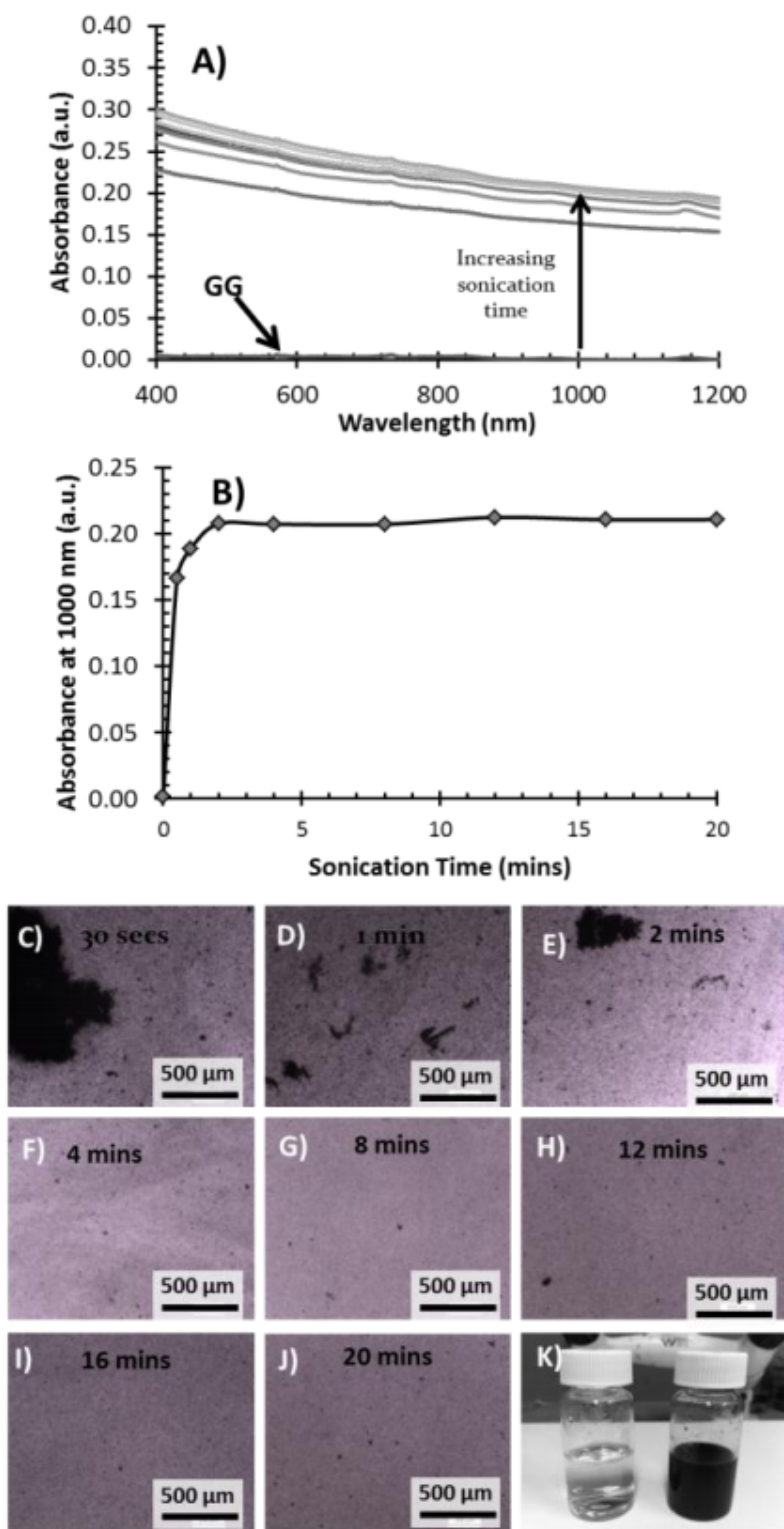 A)
0.40
0.35
0.30
0.25
0.20
0.15
0.10
0.05
0.00
Absorbance (a.u.)
GG
Increasing
sonication
time
400
600
800
1000
1200
Wavelength (nm)
B)
0.25
0.20
0.15
0.10
0.05
0.00
Absorbance at 1000 nm (a.u.)
0
5
10
15
20
Sonication Time (mins)
C)
30 secs
500 µm
D)
1 min
500 µm
E)
2 mins
500 µm
F)
4 mins
500 µm
G)
8 mins
500 µm
H)
12 mins
500 µm
I)
16 mins
500 µm
J)
20 mins
500 µm
K)